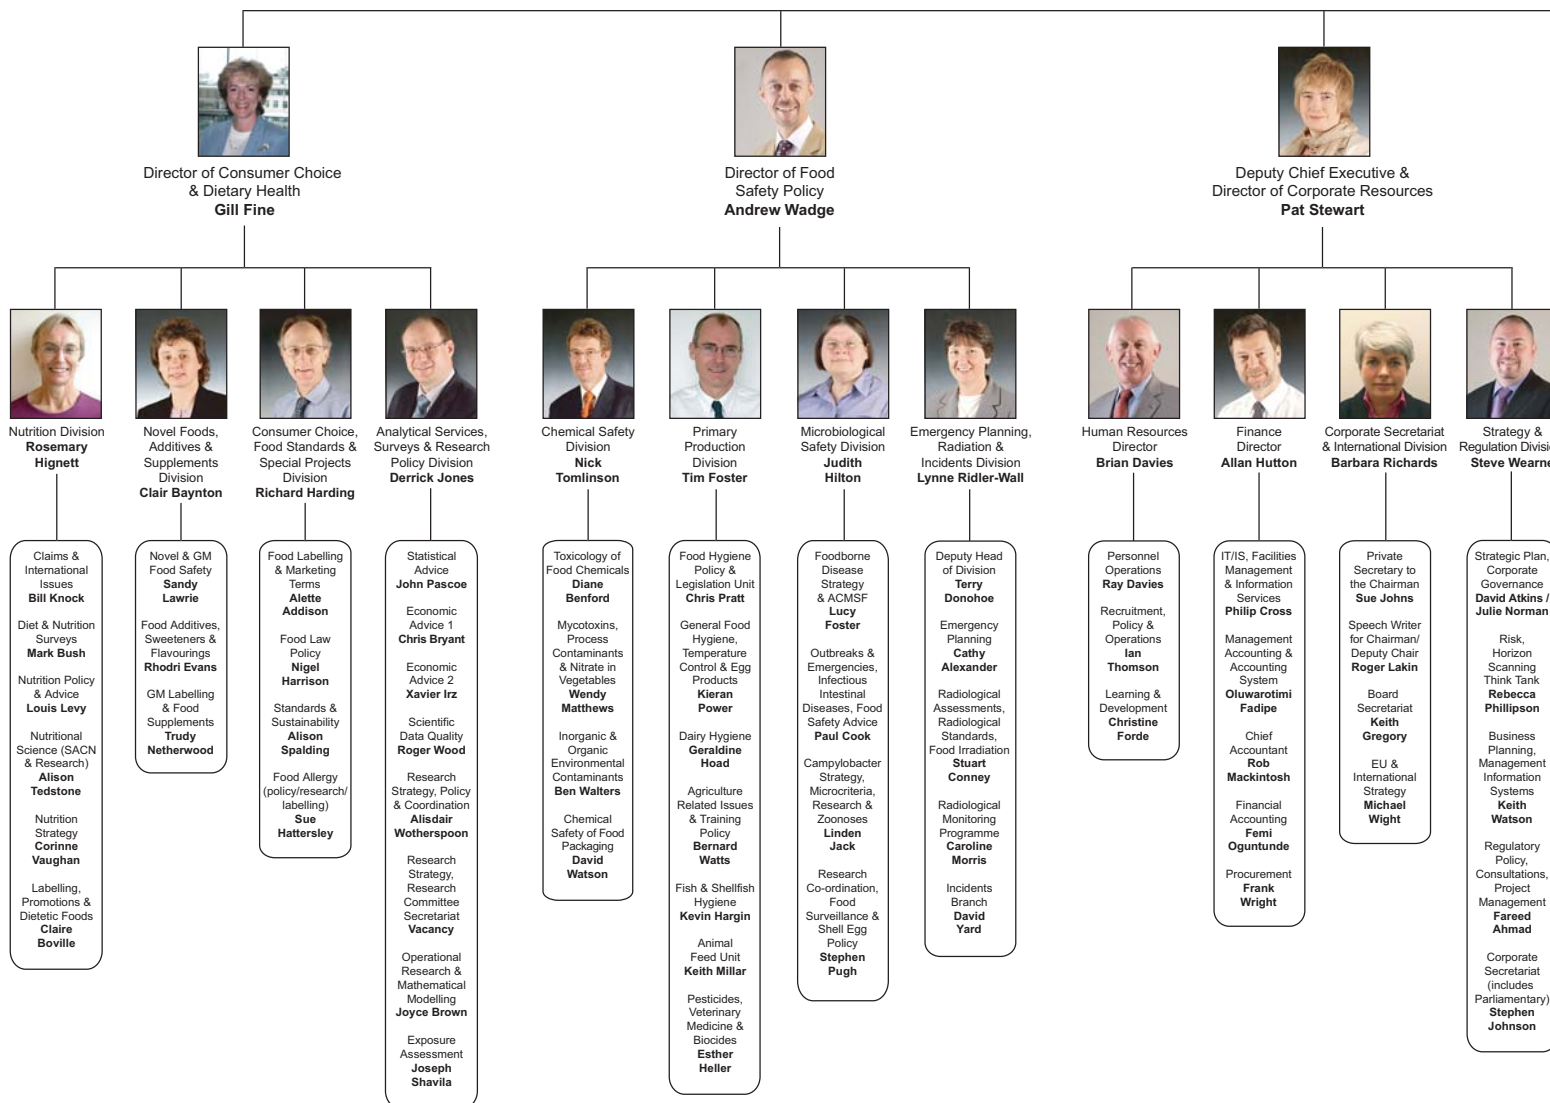 Director of Consumer Choice
& Dietary Health
Gill Fine
Director of Food
Safety Policy
Andrew Wadge
Deputy Chief Executive &
Director of Corporate Resources
Pat Stewart
Nutrition Division
Rosemary
Hignett
Novel Foods,
Additives &
Supplements
Division
Clair Baynton
Consumer Choice,
Food Standards &
Special Projects
Division
Richard Harding
Analytical Services,
Surveys & Research
Policy Division
Derrick Jones
Chemical Safety
Division
Nick
Tomlinson
Primary
Production
Division
Tim Foster
Microbiological
Safety Division
Judith
Hilton
Emergency Planning,
Radiation &
Incidents Division
Lynne Ridler-Wall
Human Resources
Director
Brian Davies
Finance
Director
Allan Hutton
Corporate Secretariat
& International Division
Barbara Richards
Strategy &
Regulation Divisi
Steve Wearne
Claims &
International
Issues
Bill Knock
Diet & Nutrition
Surveys
Mark Bush
Nutrition Policy
& Advice
Louis Levy
Nutritional
Science (SACN
& Research)
Alison
Tedstone
Nutrition
Strategy
Corinne
Vaughan
Labelling,
Promotions &
Dietetic Foods
Claire
Boville
Novel & GM
Food Safety
Sandy
Lawrie
Food Additives,
Sweeteners &
Flavourings
Rhodri Evans
GM Labelling
& Food
Supplements
Trudy
Netherwood
Food Labelling
& Marketing
Terms
Alette
Addison
Food Law
Policy
Nigel
Harrison
Standards &
Sustainability
Alison
Spalding
Food Allergy
(policy/research/
labelling)
Sue
Hattersley
Statistical
Advice
John Pascoe
Economic
Advice 1
Chris Bryant
Economic
Advice 2
Xavier Irz
Scientific
Data Quality
Roger Wood
Research
Strategy, Policy
& Coordination
Alisdair
Wotherspoon
Research
Strategy,
Research
Committee
Secretariat
Vacancy
Operational
Research &
Mathematical
Modelling
Joyce Brown
Exposure
Assessment
Joseph
Shavila
Toxicology of
Food Chemicals
Diane
Benford
Mycotoxins,
Process
Contaminants
& Nitrate in
Vegetables
Wendy
Matthews
Inorganic &
Organic
Environmental
Contaminants
Ben Walters
Chemical
Safety of Food
Packaging
David
Watson
Food Hygiene
Policy &
Legislation Unit
Chris Pratt
General Food
Hygiene,
Temperature
Control & Egg
Products
Kieran
Power
Dairy Hygiene
Geraldine
Hoad
Agriculture
Related Issues
& Training
Policy
Bernard
Watts
Fish & Shellfish
Hygiene
Kevin Hargin
Animal
Feed Unit
Keith Millar
Pesticides,
Veterinary
Medicine &
Biocides
Esther
Heller
Foodborne
Disease
Strategy
& ACMSF
Lucy
Foster
Outbreaks &
Emergencies,
Infectious
Intestinal
Diseases, Food
Safety Advice
Paul Cook
Campylobacter
Strategy,
Microcriteria,
Research &
Zoonoses
Linden
Jack
Research
Co-ordination,
Food
Surveillance &
Shell Egg
Policy
Stephen
Pugh
Deputy Head
of Division
Terry
Donohoe
Emergency
Planning
Cathy
Alexander
Radiological
Assessments,
Radiological
Standards,
Food Irradiation
Stuart
Conney
Radiological
Monitoring
Programme
Caroline
Morris
Incidents
Branch
David
Yard
Personnel
Operations
Ray Davies
Recruitment,
Policy &
Operations
Ian
Thomson
Learning &
Development
Christine
Forde
IT/IS, Facilities
Management
& Information
Services
Philip Cross
Management
Accounting &
Accounting
System
Oluwarotimi
Fadipe
Chief
Accountant
Rob
Mackintosh
Financial
Accounting
Femi
Oguntunde
Procurement
Frank
Wright
Private
Secretary to
the Chairman
Sue Johns
Speech Writer
for Chairman/
Deputy Chair
Roger Lakin
Board
Secretariat
Keith
Gregory
EU &
International
Strategy
Michael
Wight
Strategic Plan,
Corporate
Governance
David Atkins /
Julie Norman
Risk,
Horizon
Scanning
Think Tank
Rebecca
Phillipson
Business
Planning,
Management
Information
Systems
Keith
Watson
Regulatory
Policy,
Consultations,
Project
Management
Fareed
Ahmad
Corporate
Secretariat
(includes
Parliamentary)
Stephen
Johnson